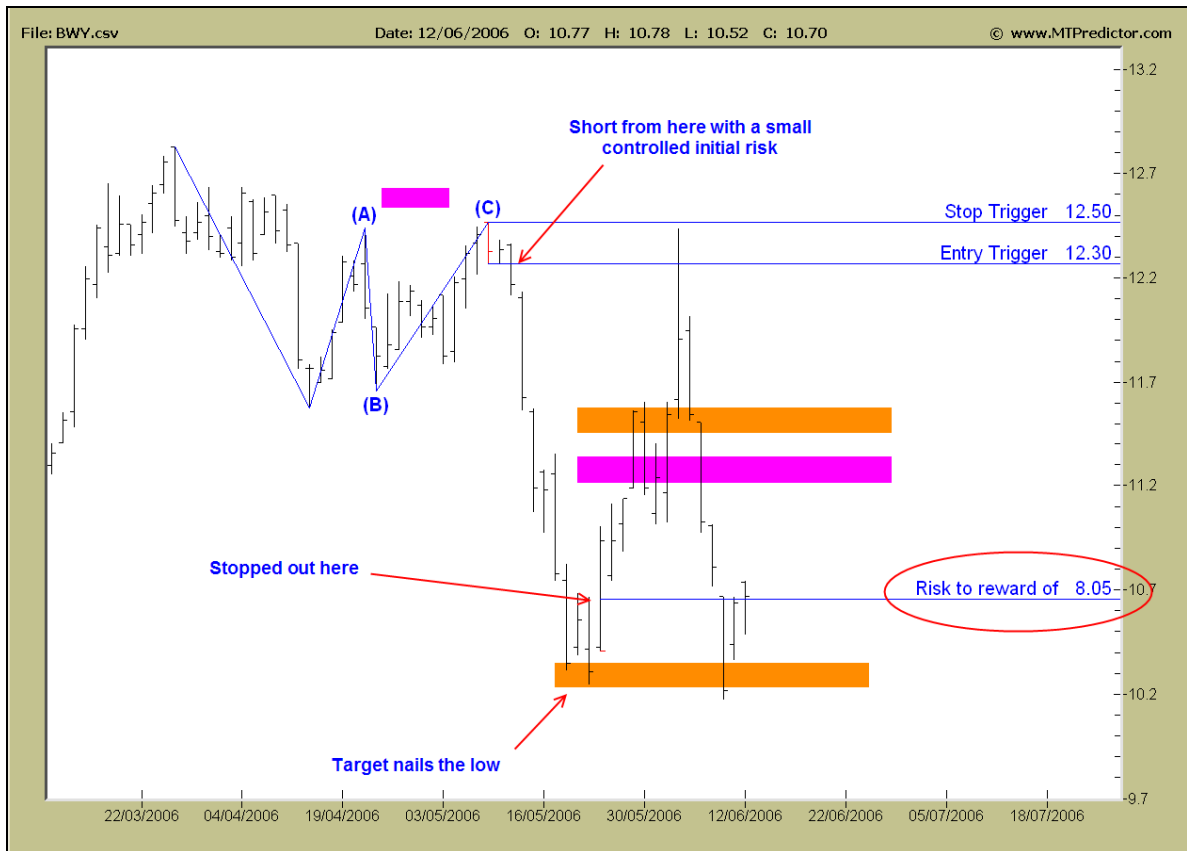 File: BWY.csv Date: 12/06/2006 O: 10.77 H: 10.78 L: 10.52 C: 10.70 © www.MTPredictor.com
13.2
Short from here with a small
controlled initial risk
12.7
(A)
(C)
Stop Trigger 12.50
Entry Trigger 12.30
12.2
(B)
11.7
11.2
Stopped out here
Risk to reward of 8.05
10.7
10.2
Target nails the low
9.7
22/03/2006 04/04/2006 19/04/2006 03/05/2006 16/05/2006 30/05/2006 12/06/2006 22/06/2006 05/07/2006 18/07/2006